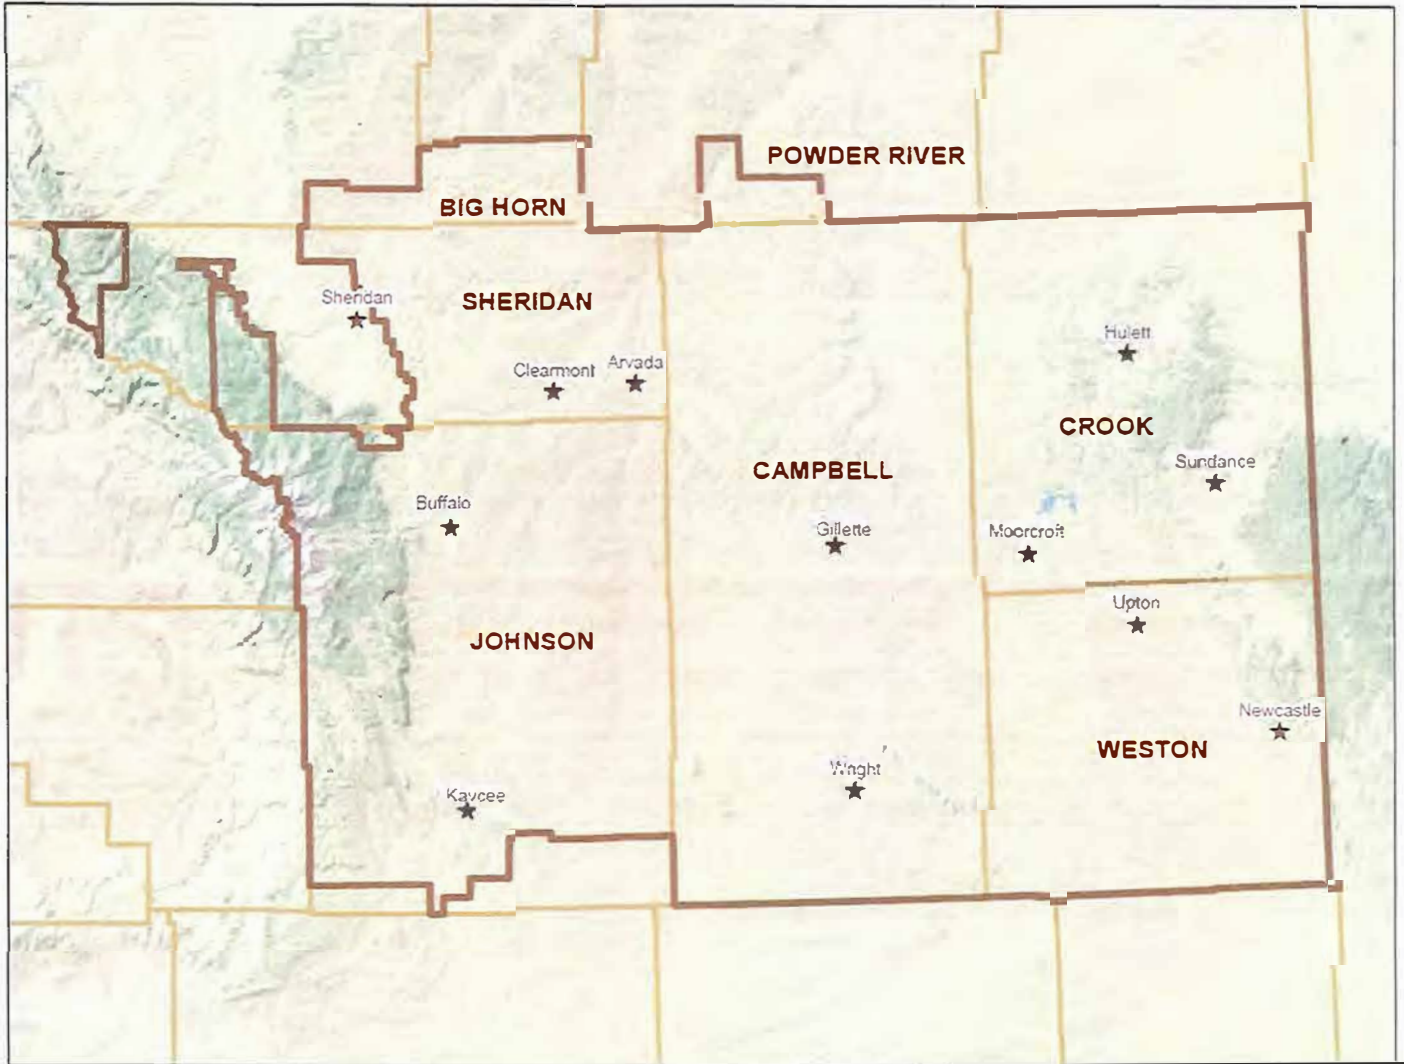 POWDER RIVER
BIG HORN
Sheridan
SHERIDAN
Hulett
Clearmont
Arvada
CROOK
CAMPBELL
Sundance
Buffalo
Gillette
Moorcroft
Upton
JOHNSON
Newcastle
WESTON
Wright
Kaycee